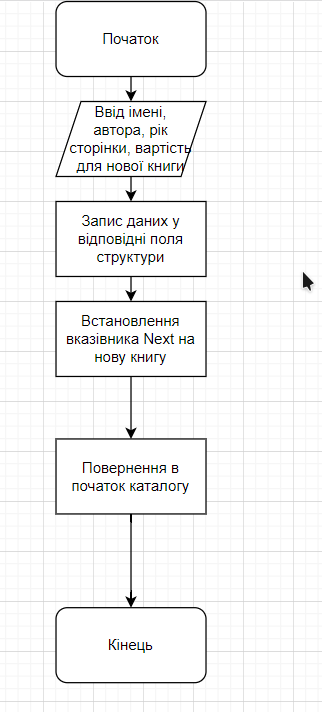 Початок
Ввід імені,
автора, рік
сторінки, вартість
для нової книги
Запис даних у
відповідні поля
структури
Встановлення
вказівника Next на
нову книгу
Повернення в
початок каталогу
Кінець